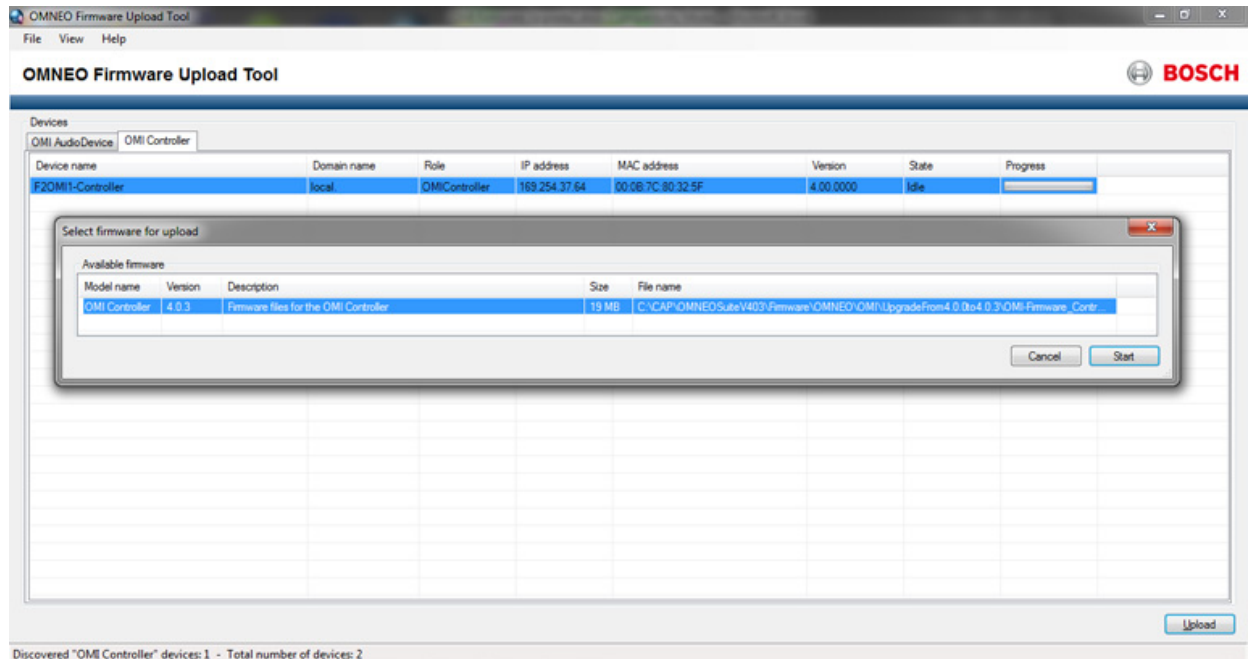 OMNEO Firmware Upload Tool
File View Help
OMNEO Firmware Upload Tool
BOSCH
Devices
OMI AudioDevice OMI Controller
Device name Domain name Role IP address MAC address Version State Progress
F2OMI1-Controller local. OMIController 169.254.37.64 00:0B:7C:80:32:5F 4.00.0000 Idle
Select firmware for upload
Available firmware
Model name Version Description Size File name
OMI Controller 4.0.3 Firmware files for the OMI Controller 19 MB C:\CAP\OMNEOSuiteV403\Firmware\OMNEO\OMI\UpgradeFrom4.0.0to4.0.3\OMI-Firmware_Contr...
Cancel Start
Upload
Discovered "OMI Controller" devices: 1 - Total number of devices: 2